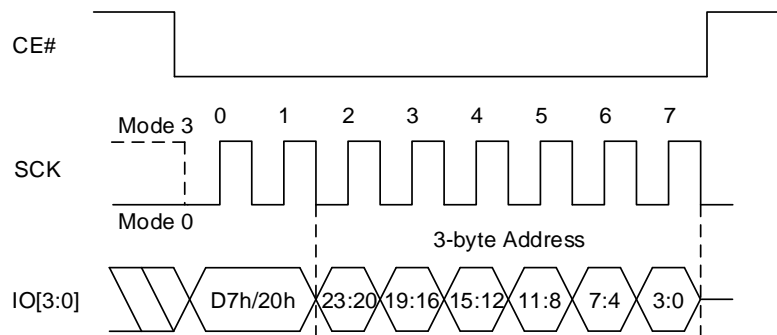 CE#
Mode 3
0 1 2 3 4 5 6 7
SCK
Mode 0
3-byte Address
IO[3:0]
D7h/20h 23:20 19:16 15:12 11:8 7:4 3:0